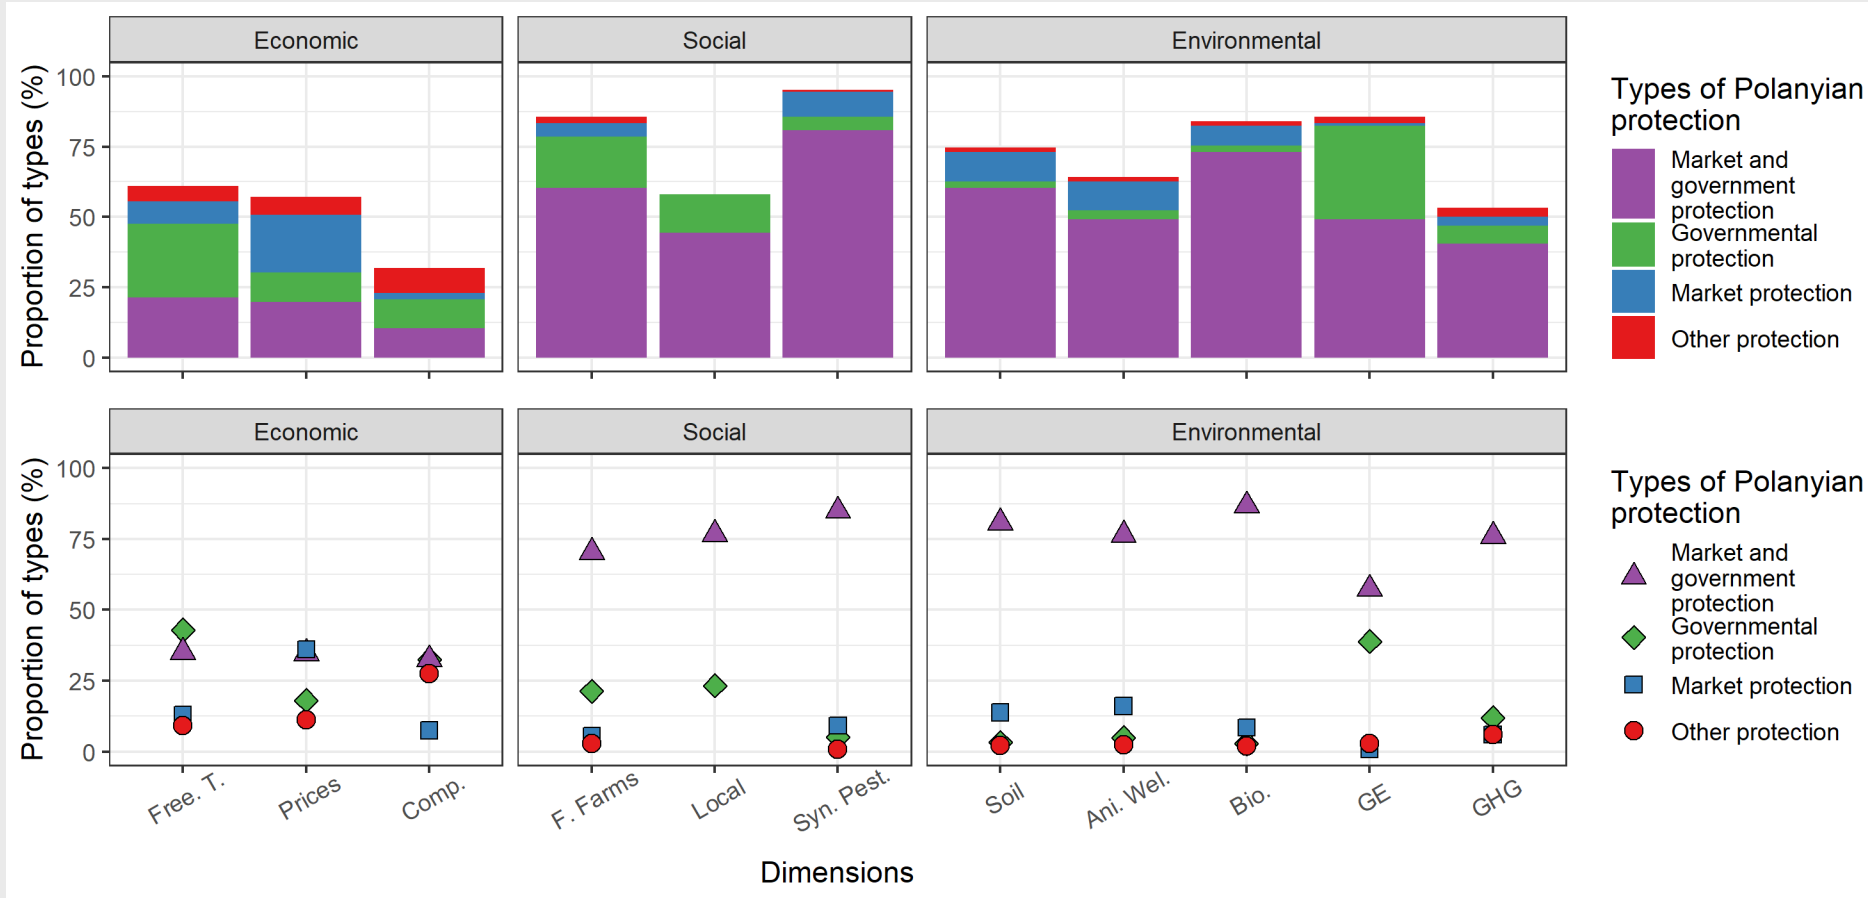 Economic
Social
Environmental
Proportion of types (%)
100
75
50
25
0
Types of Polanyian
protection
Market and
government
protection
Governmental
protection
Market protection
Other protection
Economic
Social
Environmental
Proportion of types (%)
100
75
50
25
0
Free. T.
Prices
Comp.
F. Farms
Local
Syn. Pest.
Soil
Ani. Wel.
Bio.
GE
GHG
Dimensions
Types of Polanyian
protection
Market and
government
protection
Governmental
protection
Market protection
Other protection